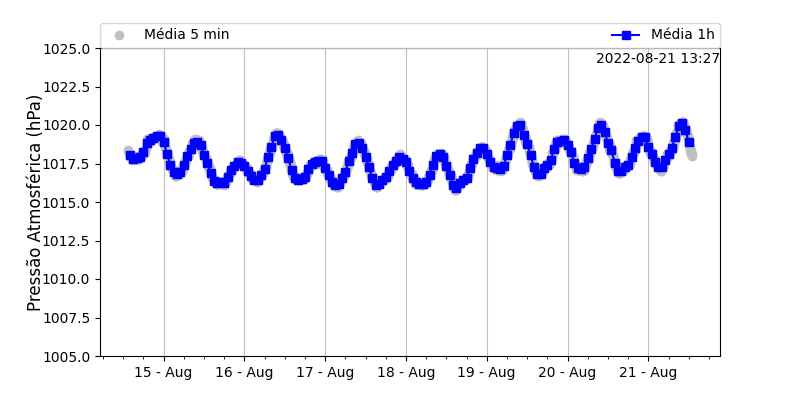 Média 5 min
Média 1h
2022-08-21 13:27
Pressão Atmosférica (hPa)
1025.0
1022.5
1020.0
1017.5
1015.0
1012.5
1010.0
1007.5
1005.0
15 - Aug
16 - Aug
17 - Aug
18 - Aug
19 - Aug
20 - Aug
21 - Aug